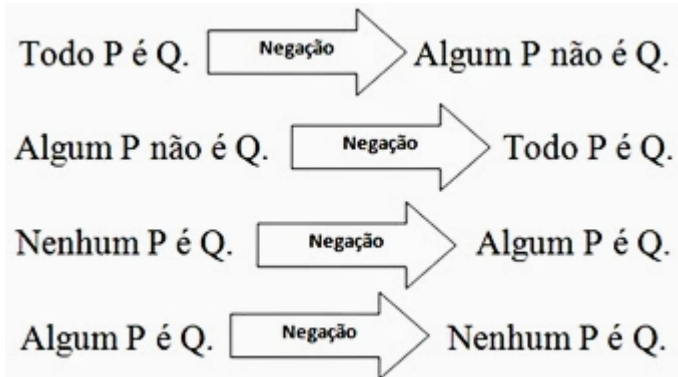 Todo P é Q. Negação Algum P não é Q.
Algum P não é Q. Negação Todo P é Q.
Nenhum P é Q. Negação Algum P é Q.
Algum P é Q. Negação Nenhum P é Q.